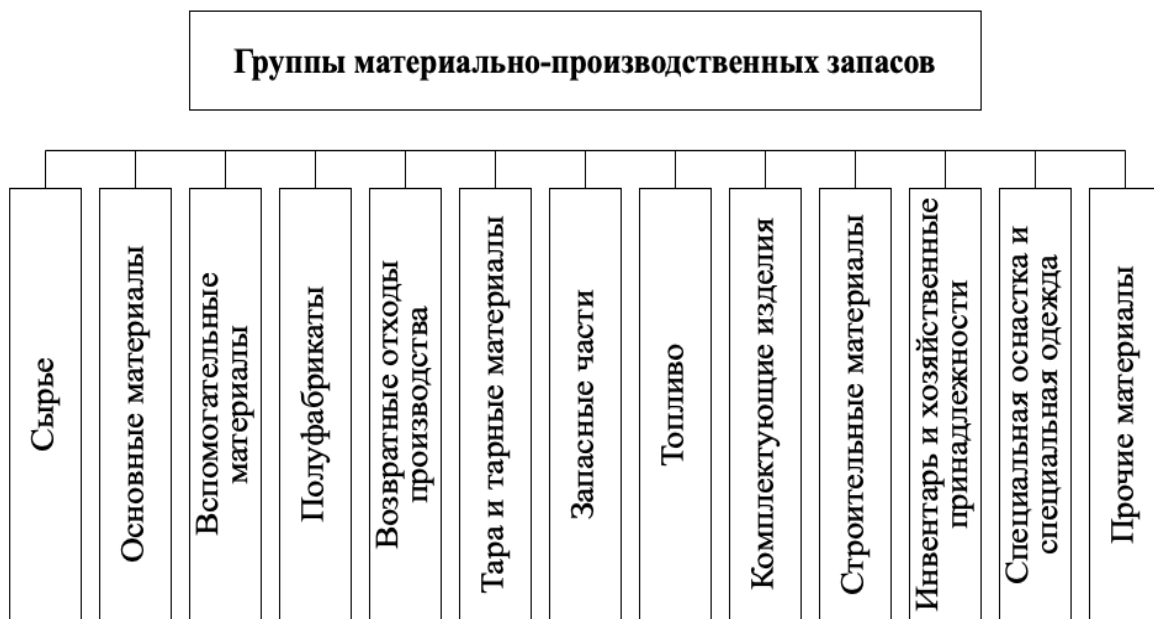 Группы материально-производственных запасов
Сырье
Основные материалы
Вспомогательные
материалы
Полуфабрикаты
Возвратные отходы
производства
Тара и тарные материалы
Запасные части
Топливо
Комплектующие изделия
Строительные материалы
Инвентарь и хозяйственные
принадлежности
Специальная оснастка и
специальная одежда
Прочие материалы